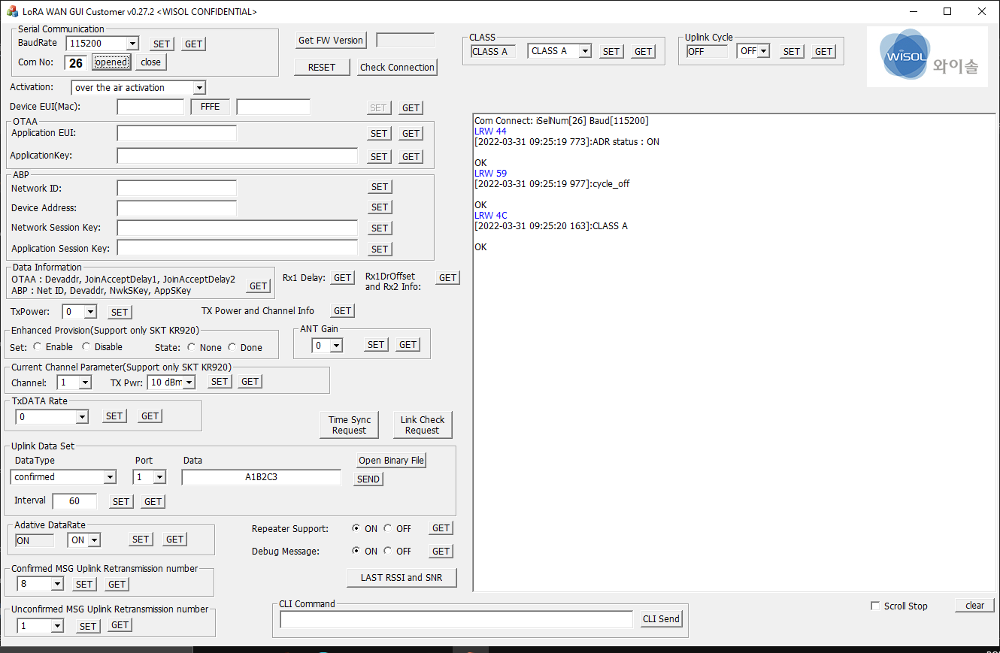 LoRA WAN GUI Customer v0.27.2 <WISOL CONFIDENTIAL>
Serial Communication
BaudRate 115200 SET GET
Com No: 26 opened close
Get FW Version
RESET Check Connection
CLASS
CLASS A CLASS A SET GET
Uplink Cycle
OFF OFF SET GET
WISOL 와이솔
Activation: over the air activation
Device EUI(Mac): FFFE SET GET
OTAA
Application EUI: SET GET
ApplicationKey: SET GET
ABP
Network ID: SET
Device Address: SET
Network Session Key: SET
Application Session Key: SET
Data Information
OTAA : Devaddr, JoinAcceptDelay1, JoinAcceptDelay2
ABP : Net ID, Devaddr, NwkSKey, AppSKey
GET
Rx1 Delay: GET
Rx1DrOffset
and Rx2 Info:
GET
TxPower: 0 SET
TX Power and Channel Info GET
Enhanced Provision(Support only SKT KR920)
Set: Enable Disable State: None Done
ANT Gain
0 SET GET
Current Channel Parameter(Support only SKT KR920)
Channel: 1 TX Pwr: 10 dBm SET GET
TxDATA Rate
0 SET GET
Time Sync
Request
Link Check
Request
Uplink Data Set
DataType Port Data Open Binary File
confirmed 1 A1B2C3 SEND
Interval 60 SET GET
Adative DataRate
ON ON SET GET
Repeater Support: ON OFF GET
Debug Message: ON OFF GET
Confirmed MSG Uplink Retransmission number
8 SET GET
LAST RSSI and SNR
Unconfirmed MSG Uplink Retransmission number
1 SET GET
CLI Command
CLI Send
Com Connect: iSelNum[26] Baud[115200]
LRW 44
[2022-03-31 09:25:19 773]:ADR status : ON
OK
LRW 59
[2022-03-31 09:25:19 977]:cycle_off
OK
LRW 4C
[2022-03-31 09:25:20 163]:CLASS A
OK
Scroll Stop clear